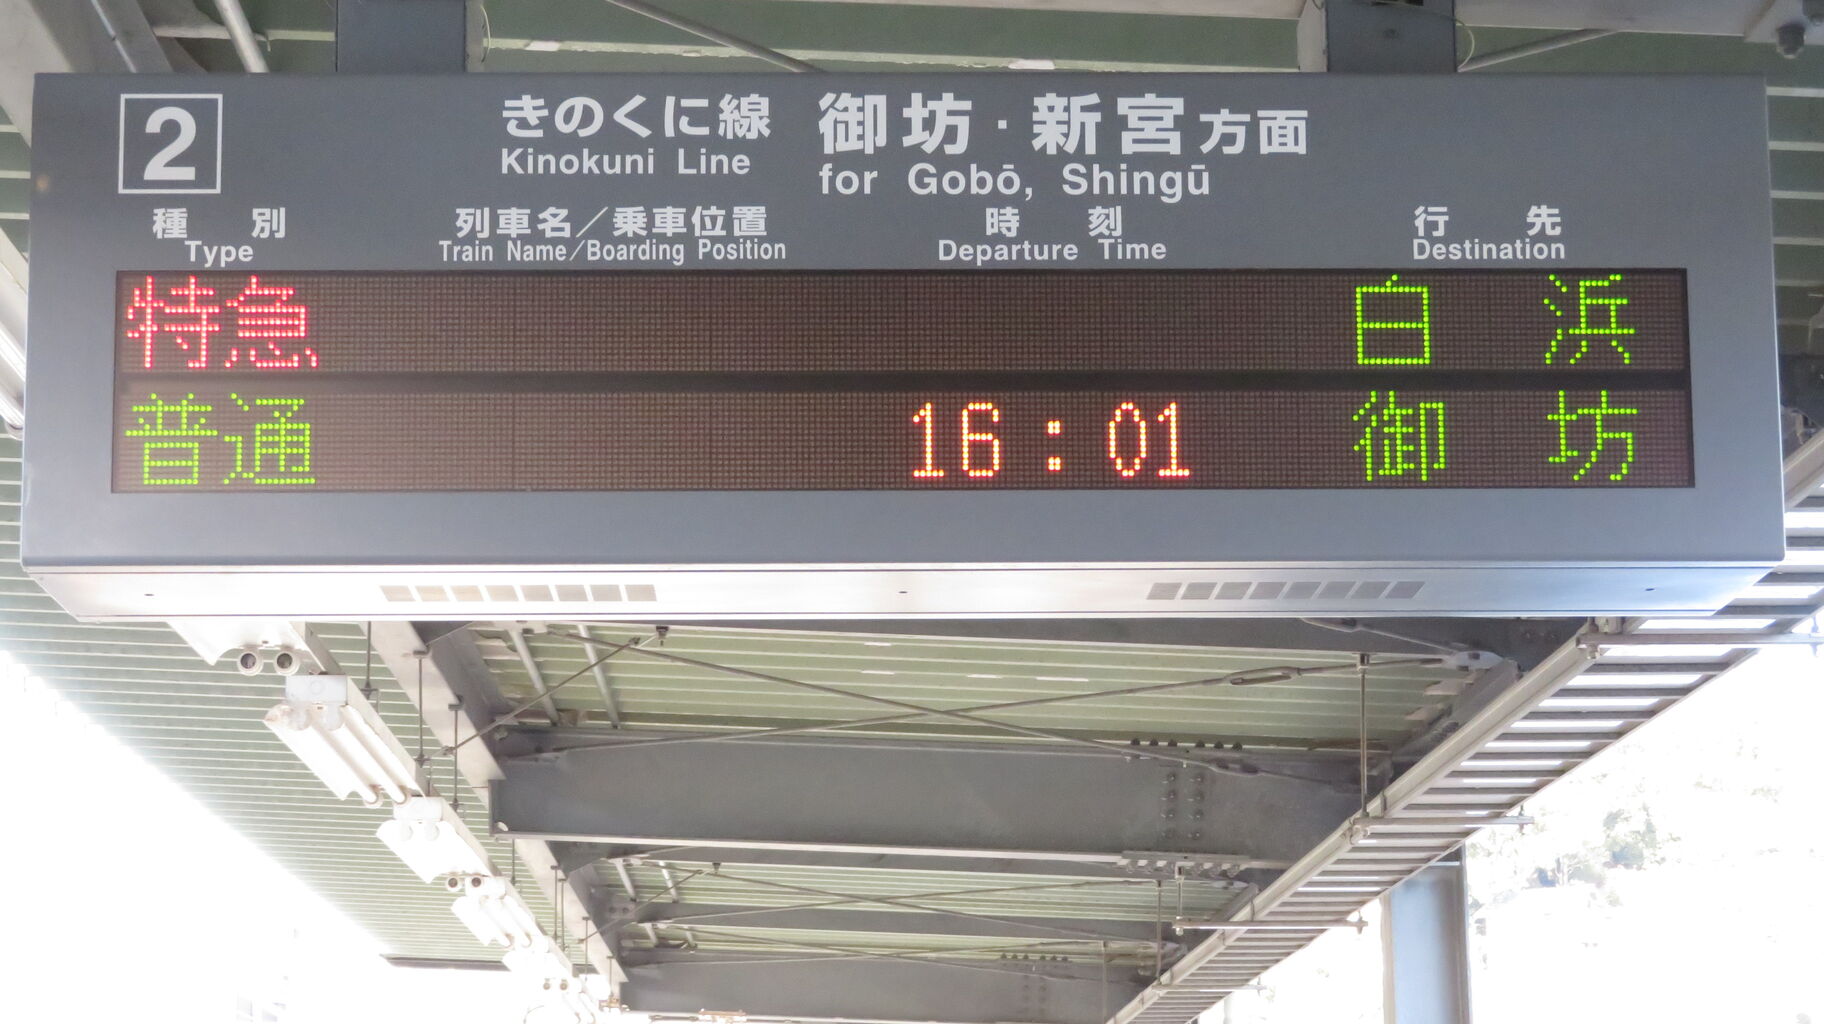 2
きのくに線 御坊・新宮方面
Kinokuni Line for Gobō, Shingū
種別 列車名／乗車位置 時刻 行先
Type Train Name/Boarding Position Departure Time Destination
特急 白浜
普通 16:01 御坊